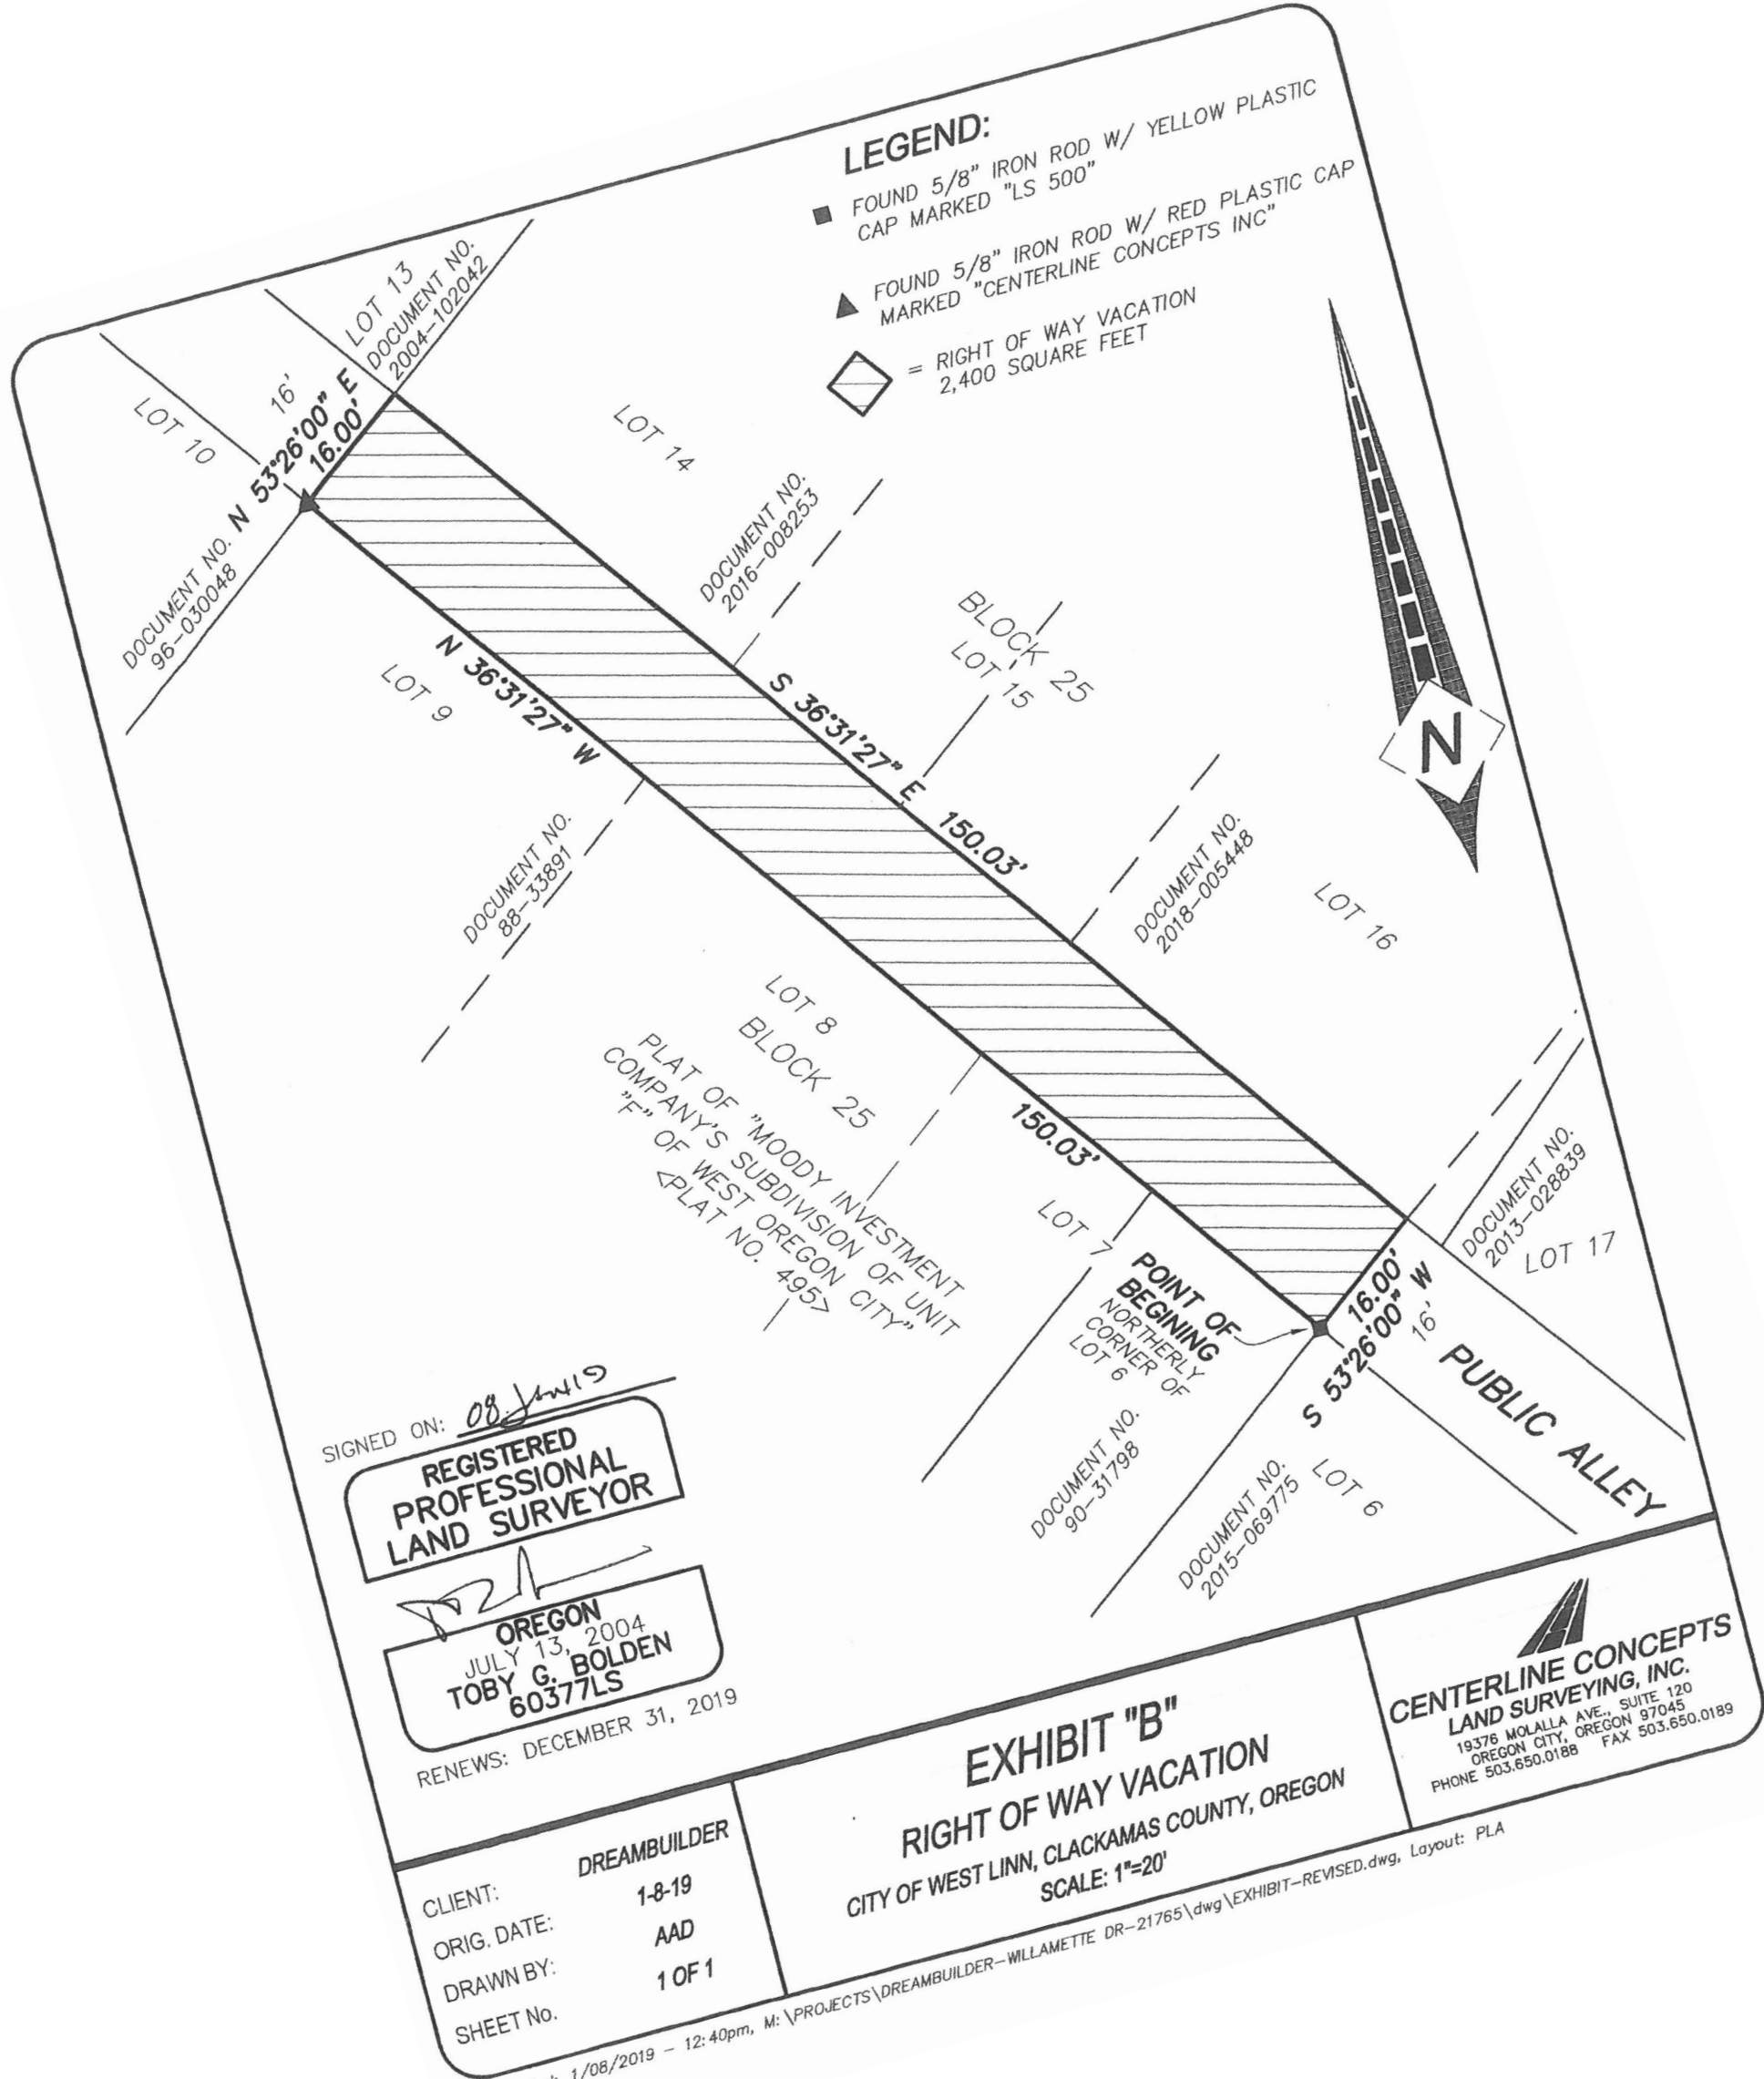 LEGEND:
FOUND 5/8" IRON ROD W/ YELLOW PLASTIC
CAP MARKED "LS 500"
FOUND 5/8" IRON ROD W/ RED PLASTIC CAP
MARKED "CENTERLINE CONCEPTS INC"
= RIGHT OF WAY VACATION
2,400 SQUARE FEET
LOT 13
DOCUMENT NO.
2004-102042
LOT 10
16'
N 53°26'00" E
16.00'
DOCUMENT NO.
96-030048
LOT 14
DOCUMENT NO.
2016-008253
BLOCK 25
LOT 15
N
LOT 9
N 36°31'27" W
S 36°31'27" E
150.03'
DOCUMENT NO.
88-33891
DOCUMENT NO.
2018-005448
LOT 16
LOT 8
BLOCK 25
PLAT OF "MOODY INVESTMENT
COMPANY'S SUBDIVISION OF UNIT
"F" OF WEST OREGON CITY"
<PLAT NO. 495>
150.03'
LOT 7
DOCUMENT NO.
2013-028839
LOT 17
POINT OF
BEGINING
NORTHERLY
CORNER OF
LOT 6
16.00'
S 53°26'00" W
16'
PUBLIC ALLEY
DOCUMENT NO.
90-31798
DOCUMENT NO.
2015-069775
LOT 6
SIGNED ON: 08 JAN 19
REGISTERED
PROFESSIONAL
LAND SURVEYOR
OREGON
JULY 13, 2004
TOBY G. BOLDEN
60377LS
RENEWS: DECEMBER 31, 2019
CLIENT: DREAMBUILDER
ORIG. DATE: 1-8-19
DRAWN BY: AAD
SHEET No. 1 OF 1
EXHIBIT "B"
RIGHT OF WAY VACATION
CITY OF WEST LINN, CLACKAMAS COUNTY, OREGON
SCALE: 1"=20'
CENTERLINE CONCEPTS
LAND SURVEYING, INC.
19376 MOLALLA AVE., SUITE 120
OREGON CITY, OREGON 97045
PHONE 503.650.0188 FAX 503.650.0189
1/08/2019 - 12:40pm, M:\PROJECTS\DREAMBUILDER-WILLAMETTE DR-21765\dwg\EXHIBIT-REVISED.dwg, Layout: PLA